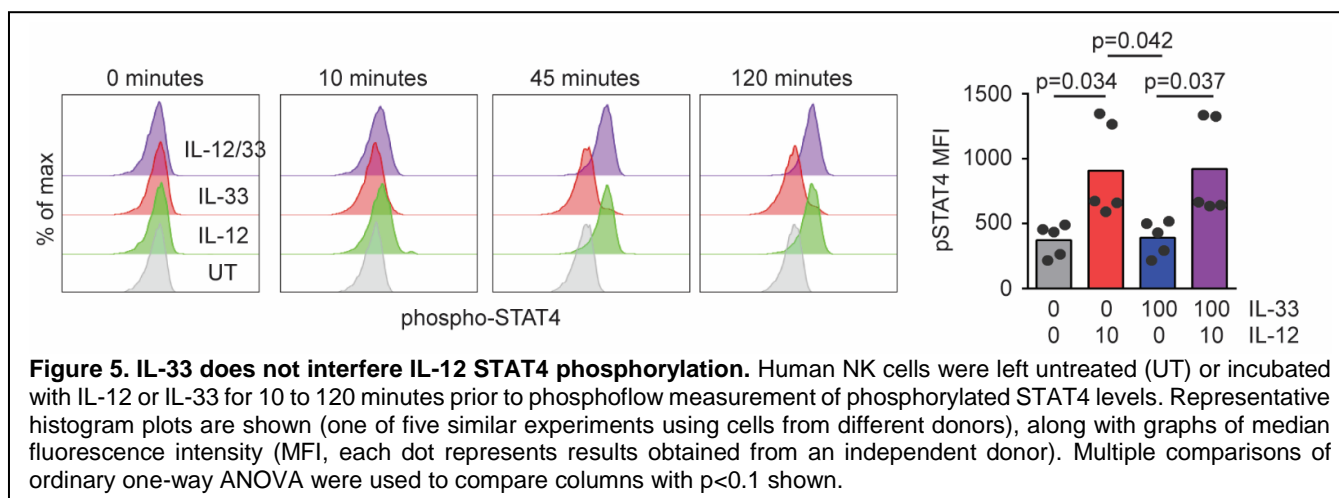 0 minutes 10 minutes 45 minutes 120 minutes
% of max
IL-12/33
IL-33
IL-12
UT
phospho-STAT4
p=0.042
p=0.034 p=0.037
pSTAT4 MFI
1500
1000
500
0
0 0 100 100 IL-33
0 10 0 10 IL-12
Figure 5. IL-33 does not interfere IL-12 STAT4 phosphorylation. Human NK cells were left untreated (UT) or incubated
with IL-12 or IL-33 for 10 to 120 minutes prior to phosphoflow measurement of phosphorylated STAT4 levels. Representative
histogram plots are shown (one of five similar experiments using cells from different donors), along with graphs of median
fluorescence intensity (MFI, each dot represents results obtained from an independent donor). Multiple comparisons of
ordinary one-way ANOVA were used to compare columns with p<0.1 shown.